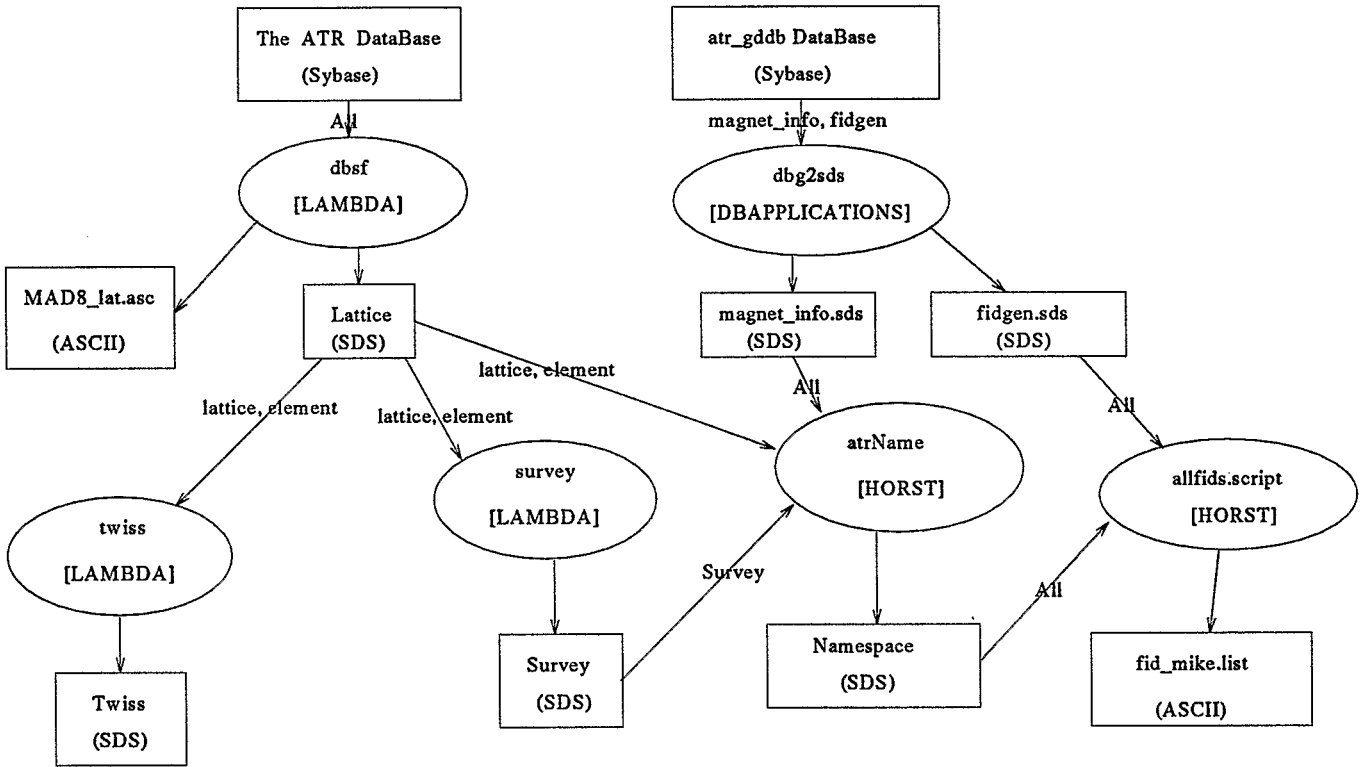 The ATR DataBase
(Sybase)
atr_gddb DataBase
(Sybase)
All
magnet_info, fidgen
dbsf
[LAMBDA]
dbg2sds
[DBAPPLICATIONS]
MAD8_lat.asc
(ASCII)
Lattice
(SDS)
magnet_info.sds
(SDS)
fidgen.sds
(SDS)
lattice, element
lattice, element
lattice, element
All
All
twiss
[LAMBDA]
survey
[LAMBDA]
atrName
[HORST]
allfids.script
[HORST]
Survey
All
Twiss
(SDS)
Survey
(SDS)
Namespace
(SDS)
fid_mike.list
(ASCII)